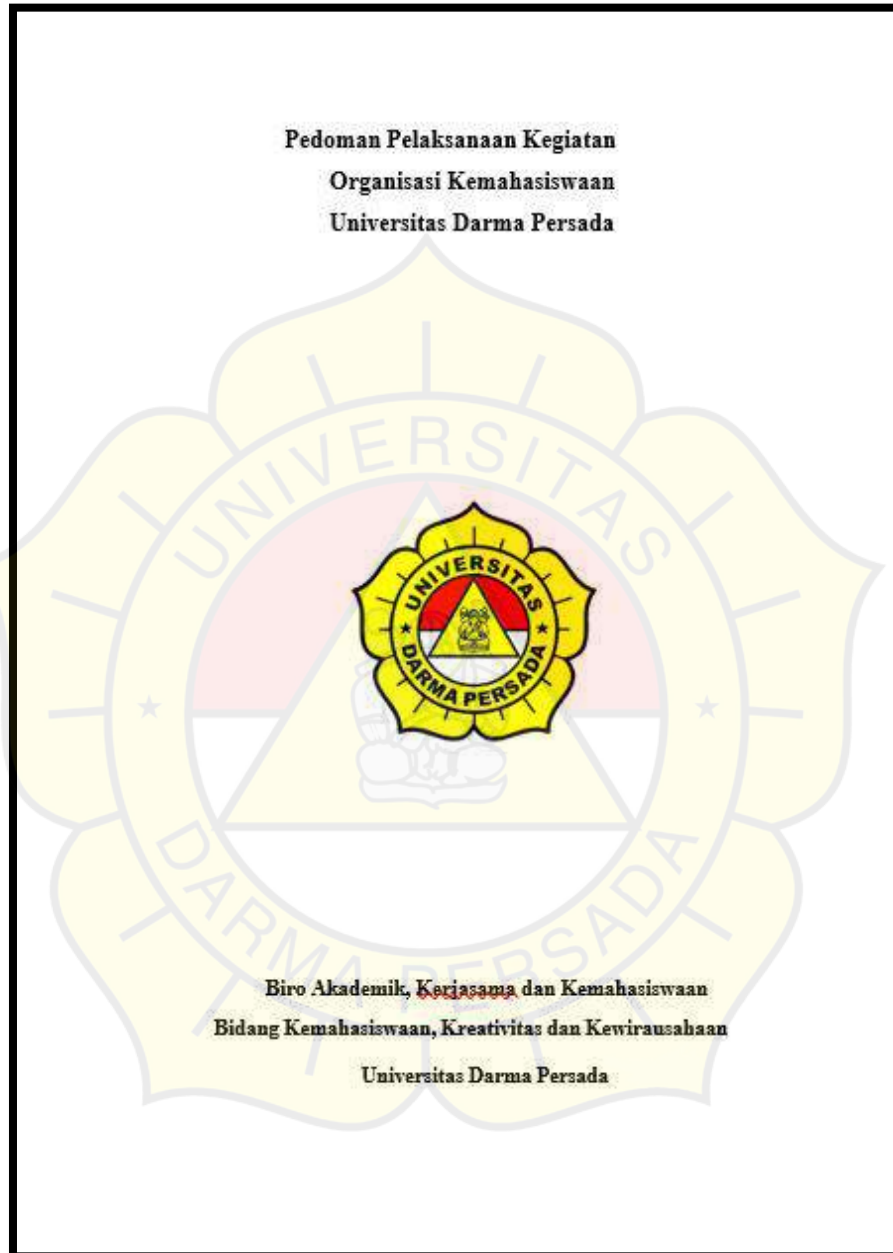 Pedoman Pelaksanaan Kegiatan
Organisasi Kemahasiswaan
Universitas Darma Persada
UNIVERSITAS
DARMA PERSADA
UNIVERSITAS
DARMA PERSADA
Biro Akademik, Kerjasama dan Kemahasiswaan
Bidang Kemahasiswaan, Kreativitas dan Kewirausahaan
Universitas Darma Persada